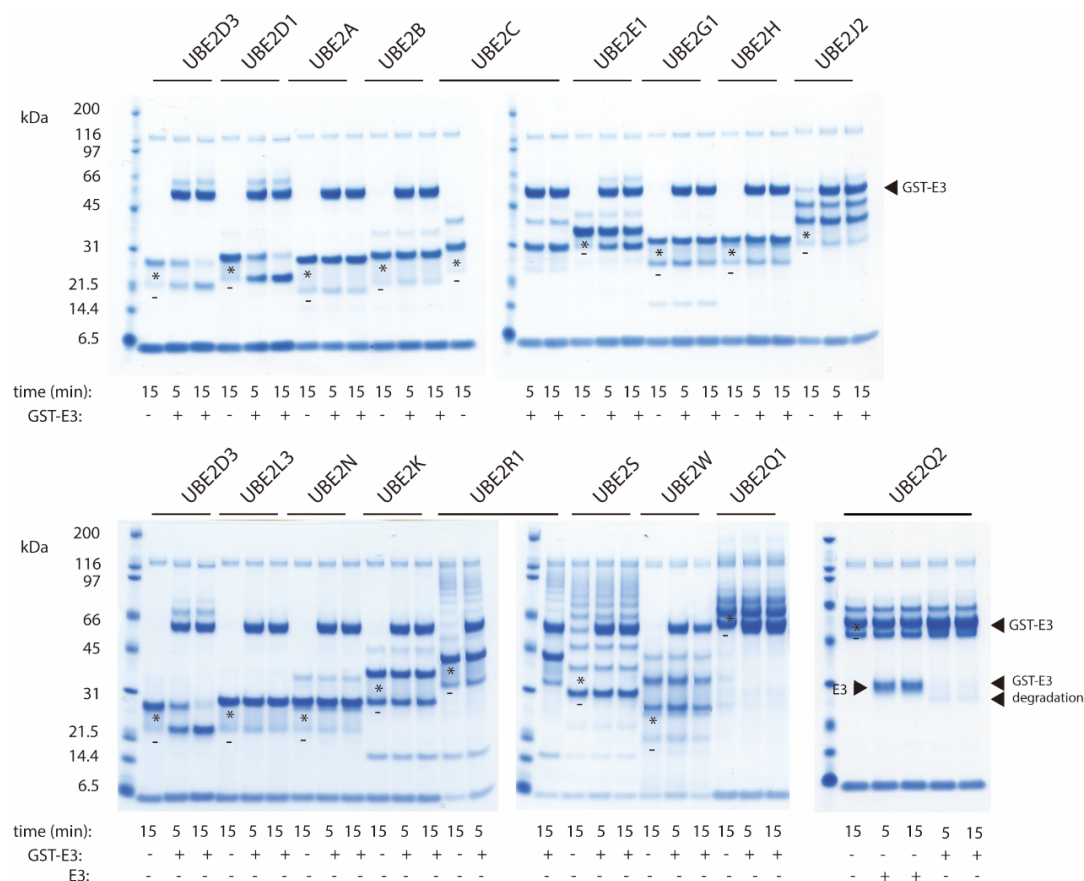 UBE2D3 UBE2D1 UBE2A UBE2B UBE2C UBE2E1 UBE2G1 UBE2H UBE2J2
kDa
200
116
97
66
45
31
21.5
14.4
6.5
GST-E3
* - * - * - * - * - * - * - * - * -
time (min): 15 5 15 15 5 15 15 5 15 15 5 15 15 5 15 15 5 15 15 5 15 15 5 15 15 5 15
GST-E3: - + + - + + - + + - + + - + + - + + - + + - + + - + +
UBE2D3 UBE2L3 UBE2N UBE2K UBE2R1 UBE2S UBE2W UBE2Q1 UBE2Q2
kDa
200
116
97
66
45
31
21.5
14.4
6.5
* - * - * - * - * - * - * - * - * -
GST-E3
E3
GST-E3
degradation
time (min): 15 5 15 15 5 15 15 5 15 15 5 15 15 5 15 15 5 15 15 5 15 15 5 15 15 5 15 5 15
GST-E3: - + + - + + - + + - + + - + + - + + - + + - + + - - - + +
E3: - - - - - - - - - - - - - - - - - - - - - - - - - + + - -